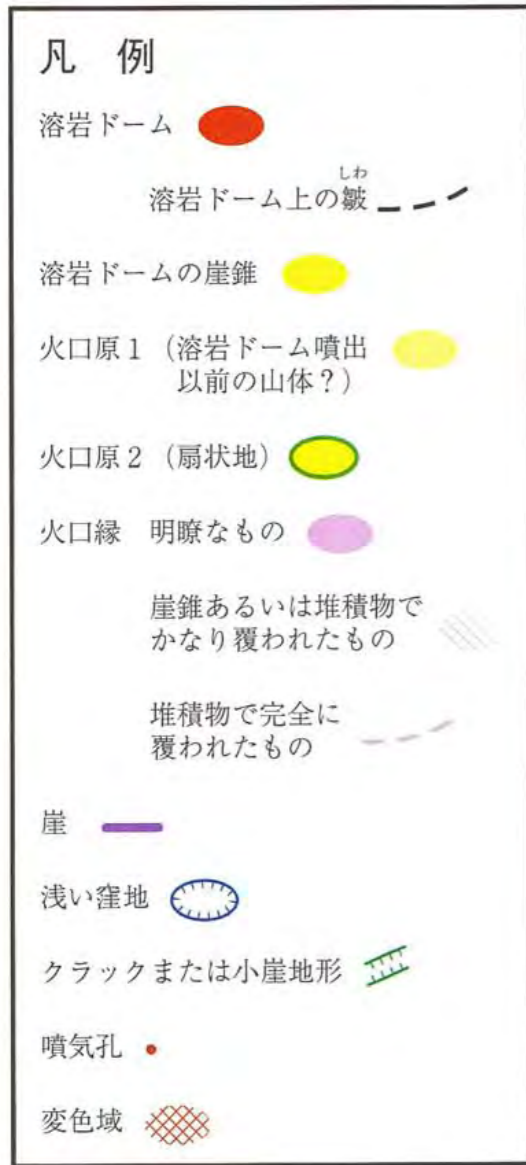 凡 例
溶岩ドーム
しわ
溶岩ドーム上の皺
溶岩ドームの崖錐
火口原1（溶岩ドーム噴出
以前の山体？）
火口原2（扇状地）
火口縁 明瞭なもの
崖錐あるいは堆積物で
かなり覆われたもの
堆積物で完全に
覆われたもの
崖
浅い窪地
クラックまたは小崖地形
噴気孔
変色域